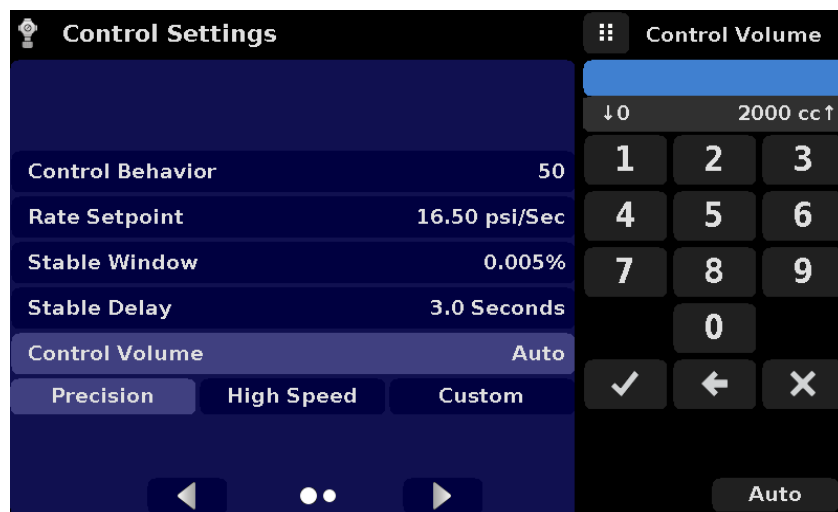 Control Settings
Control Behavior 50
Rate Setpoint 16.50 psi/Sec
Stable Window 0.005%
Stable Delay 3.0 Seconds
Control Volume Auto
Precision High Speed Custom
Control Volume
↓0 2000 cc↑
1 2 3
4 5 6
7 8 9
0
Auto